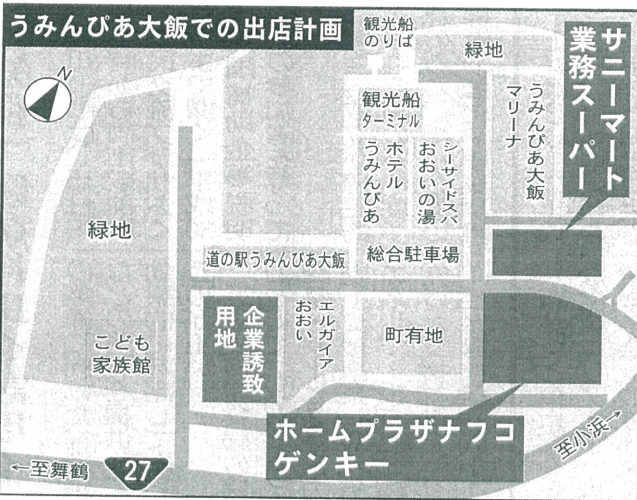 うみんぴあ大飯での出店計画
観光船
のりば
緑地
サニーマート
業務スーパー
N
観光船
ターミナル
うみんぴあ大飯
マリーナ
シーサイドスパ
おおいの湯
ホテル
うみんぴあ
緑地
道の駅うみんぴあ大飯
総合駐車場
企業誘致
用地
エルガイア
おおい
町有地
こども
家族館
ホームプラザナフコ
ゲンキー
至小浜→
←至舞鶴
27